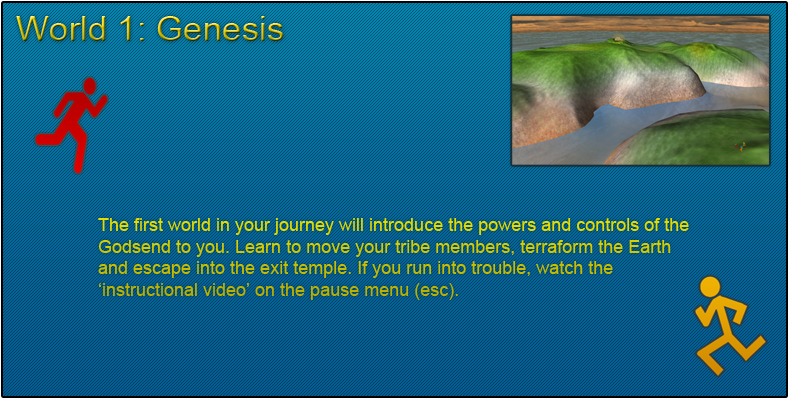 World 1: Genesis
The first world in your journey will introduce the powers and controls of the
Godsend to you. Learn to move your tribe members, terraform the Earth
and escape into the exit temple. If you run into trouble, watch the
‘instructional video’ on the pause menu (esc).